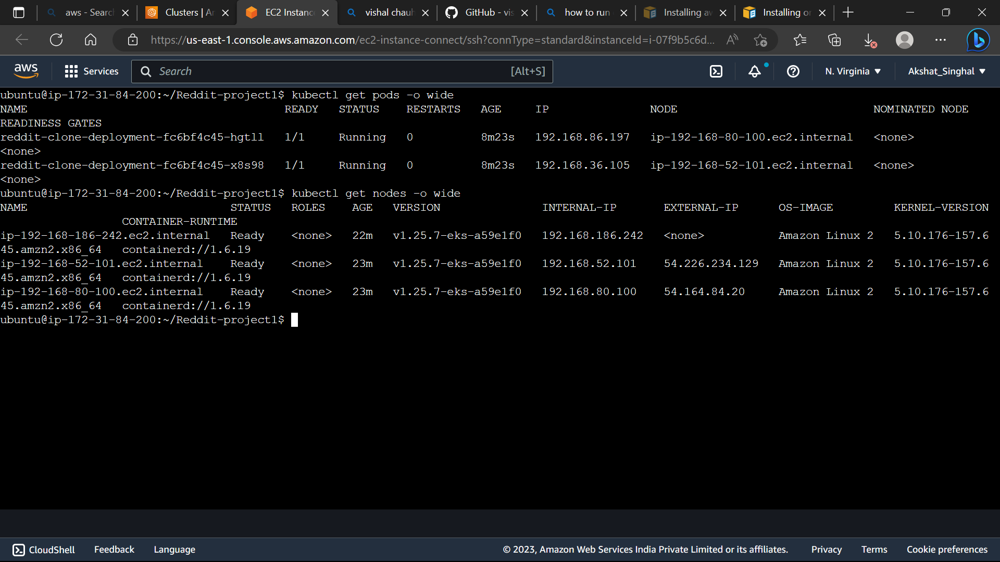 aws - Searc
Clusters | A
EC2 Instanc
vishal chauh
GitHub - vis
how to run
Installing av
Installing or
https://us-east-1.console.aws.amazon.com/ec2-instance-connect/ssh?connType=standard&instanceId=i-07f9b5c6d...
aws
Services
Search
[Alt+S]
N. Virginia
Akshat_Singhal
ubuntu@ip-172-31-84-200:~/Reddit-project1$ kubectl get pods -o wide
NAME READY STATUS RESTARTS AGE IP NODE NOMINATED NODE
READINESS GATES
reddit-clone-deployment-fc6bf4c45-hgtll 1/1 Running 0 8m23s 192.168.86.197 ip-192-168-80-100.ec2.internal <none>
<none>
reddit-clone-deployment-fc6bf4c45-x8s98 1/1 Running 0 8m23s 192.168.36.105 ip-192-168-52-101.ec2.internal <none>
<none>
ubuntu@ip-172-31-84-200:~/Reddit-project1$ kubectl get nodes -o wide
NAME STATUS ROLES AGE VERSION INTERNAL-IP EXTERNAL-IP OS-IMAGE KERNEL-VERSION
CONTAINER-RUNTIME
ip-192-168-186-242.ec2.internal Ready <none> 22m v1.25.7-eks-a59e1f0 192.168.186.242 <none> Amazon Linux 2 5.10.176-157.6
45.amzn2.x86_64 containerd://1.6.19
ip-192-168-52-101.ec2.internal Ready <none> 23m v1.25.7-eks-a59e1f0 192.168.52.101 54.226.234.129 Amazon Linux 2 5.10.176-157.6
45.amzn2.x86_64 containerd://1.6.19
ip-192-168-80-100.ec2.internal Ready <none> 23m v1.25.7-eks-a59e1f0 192.168.80.100 54.164.84.20 Amazon Linux 2 5.10.176-157.6
45.amzn2.x86_64 containerd://1.6.19
ubuntu@ip-172-31-84-200:~/Reddit-project1$
CloudShell
Feedback
Language
© 2023, Amazon Web Services India Private Limited or its affiliates.
Privacy
Terms
Cookie preferences